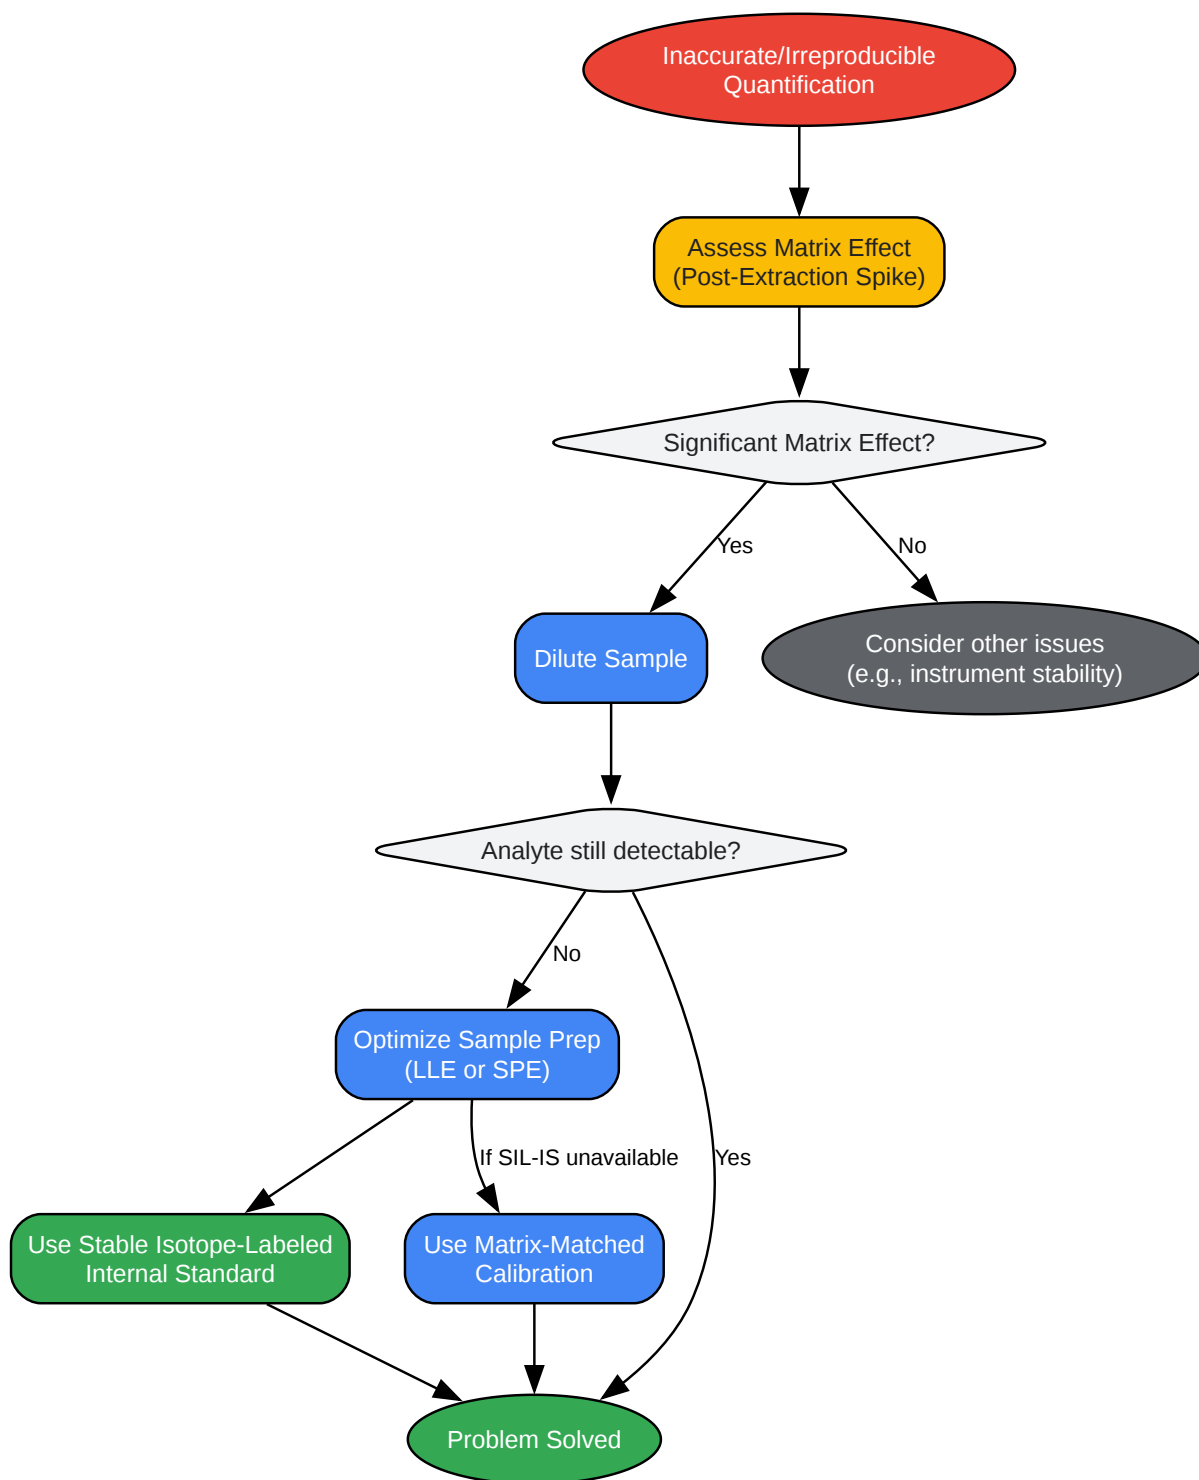 Inaccurate/Irreproducible
Quantification
Assess Matrix Effect
(Post-Extraction Spike)
Significant Matrix Effect?
Yes
No
Dilute Sample
Consider other issues
(e.g., instrument stability)
Analyte still detectable?
No
Optimize Sample Prep
(LLE or SPE)
If SIL-IS unavailable
Yes
Use Stable Isotope-Labeled
Internal Standard
Use Matrix-Matched
Calibration
Problem Solved